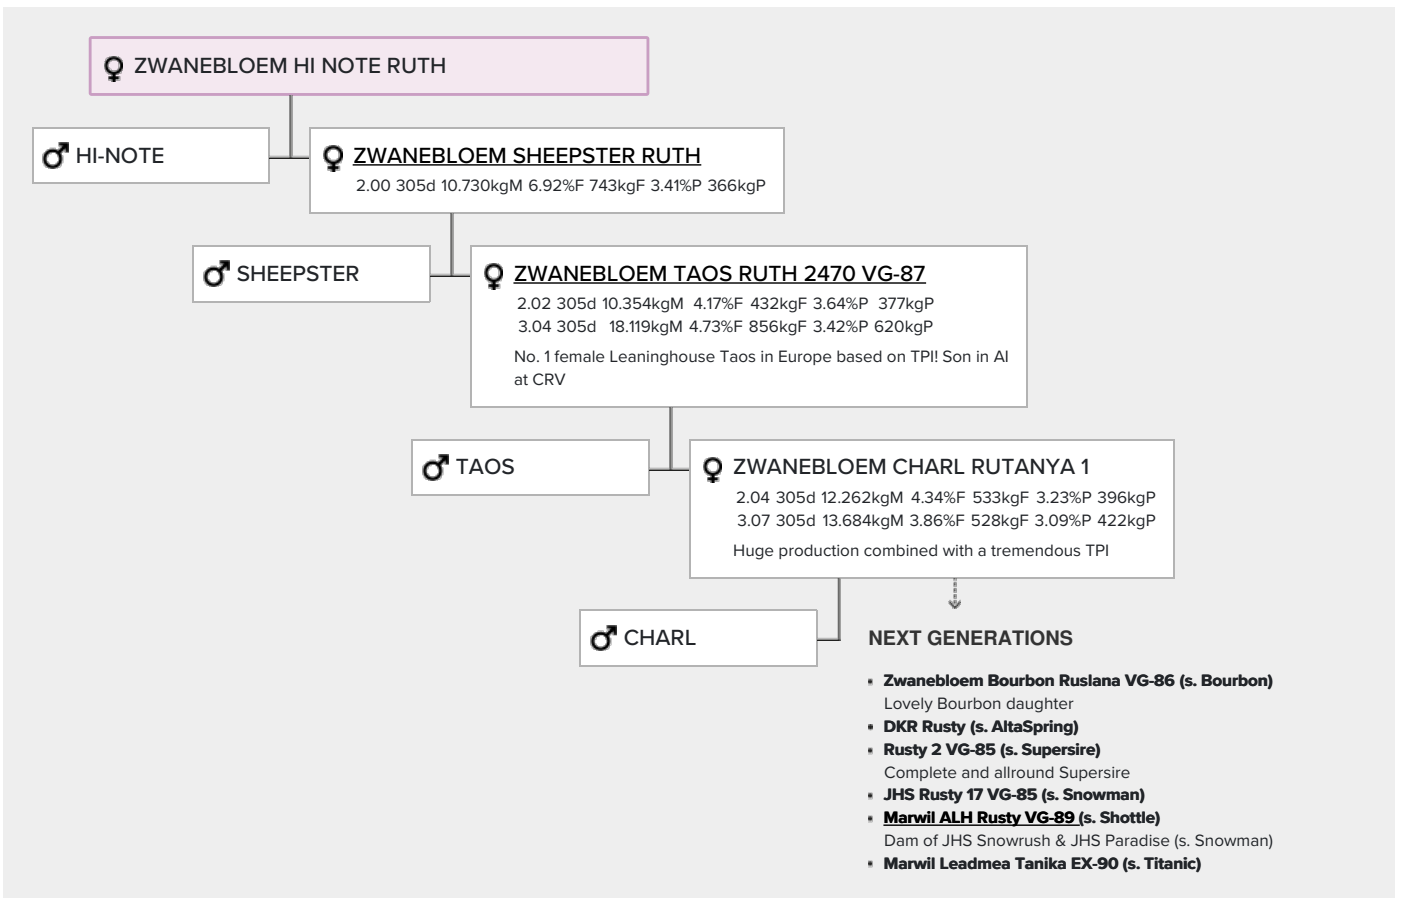 ZWANEBLOEM HI NOTE RUTH
HI-NOTE
ZWANEBLOEM SHEEPSTER RUTH
2.00 305d 10.730kgM 6.92%F 743kgF 3.41%P 366kgP
SHEEPSTER
ZWANEBLOEM TAOS RUTH 2470 VG-87
2.02 305d 10.354kgM 4.17%F 432kgF 3.64%P 377kgP
3.04 305d 18.119kgM 4.73%F 856kgF 3.42%P 620kgP
No. 1 female Leaninghouse Taos in Europe based on TPI! Son in AI
at CRV
TAOS
ZWANEBLOEM CHARL RUTANYA 1
2.04 305d 12.262kgM 4.34%F 533kgF 3.23%P 396kgP
3.07 305d 13.684kgM 3.86%F 528kgF 3.09%P 422kgP
Huge production combined with a tremendous TPI
CHARL
NEXT GENERATIONS
▪ Zwanebloem Bourbon Ruslana VG-86 (s. Bourbon)
Lovely Bourbon daughter
▪ DKR Rusty (s. AltaSpring)
▪ Rusty 2 VG-85 (s. Supersire)
Complete and allround Supersire
▪ JHS Rusty 17 VG-85 (s. Snowman)
▪ Marwil ALH Rusty VG-89 (s. Shottle)
Dam of JHS Snowrush & JHS Paradise (s. Snowman)
▪ Marwil Leadmea Tanika EX-90 (s. Titanic)